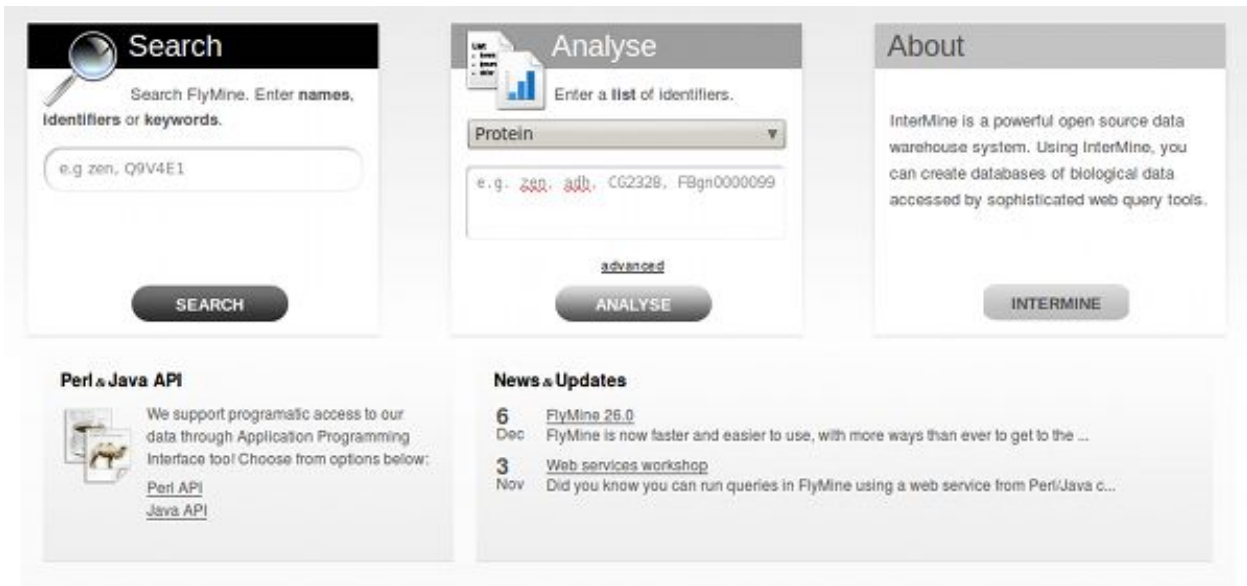 Search
Search FlyMine. Enter names,
identifiers or keywords.
e.g zen, Q9V4E1
SEARCH
Analyse
Enter a list of identifiers.
Protein
e.g. zen, adh, CG2328, FBgn0000099
advanced
ANALYSE
About
InterMine is a powerful open source data
warehouse system. Using InterMine, you
can create databases of biological data
accessed by sophisticated web query tools.
INTERMINE
Perl & Java API
We support programatic access to our
data through Application Programming
Interface too! Choose from options below:
Perl API
Java API
News & Updates
6
Dec
FlyMine 26.0
FlyMine is now faster and easier to use, with more ways than ever to get to the ...
3
Nov
Web services workshop
Did you know you can run queries in FlyMine using a web service from Perl/Java c...